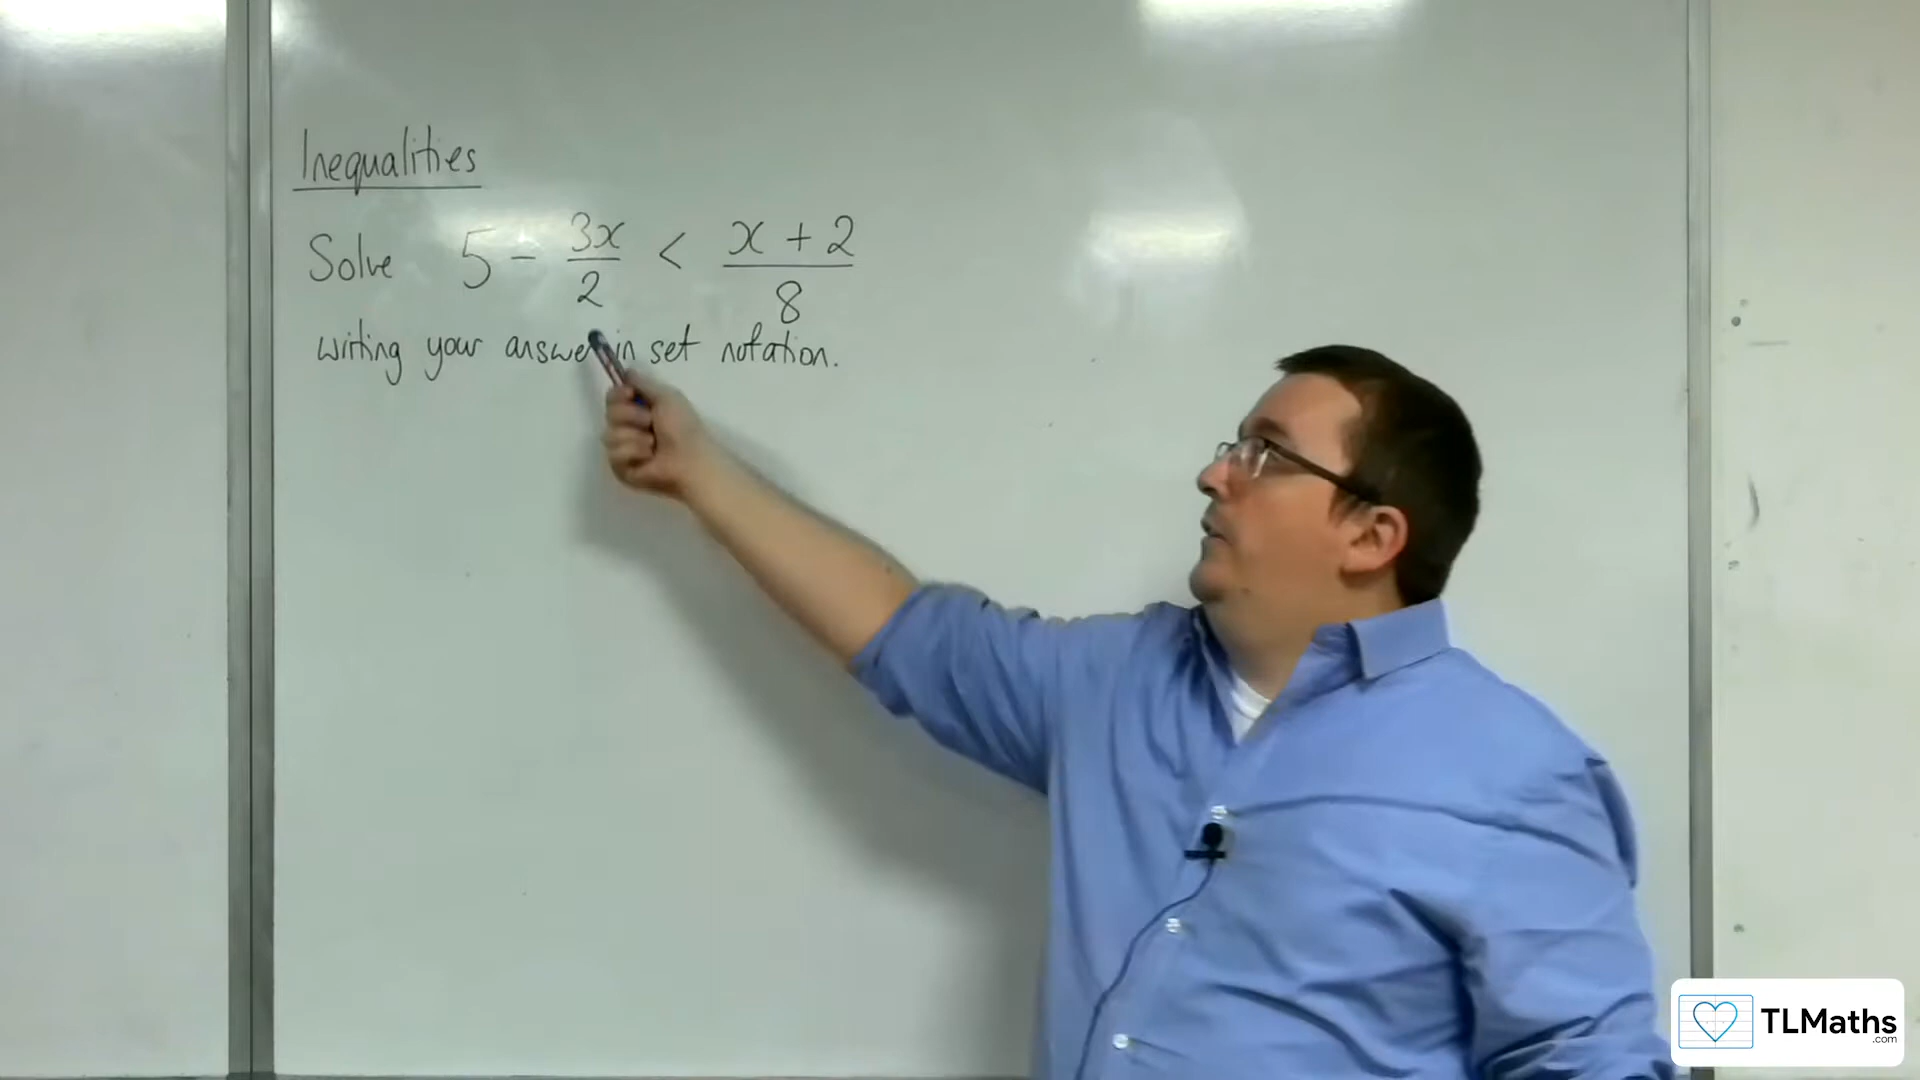 Inequalities
Solve 5 - 3x/2 < x + 2/8
writing your answer in set notation.
TLMaths
.com